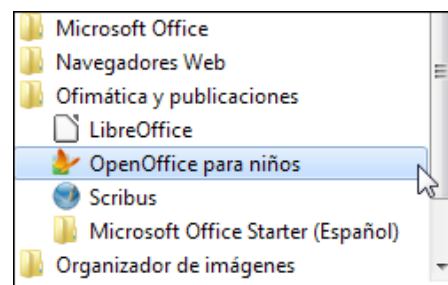 Microsoft Office
Navegadores Web
Ofimática y publicaciones
LibreOffice
OpenOffice para niños
Scribus
Microsoft Office Starter (Español)
Organizador de imágenes